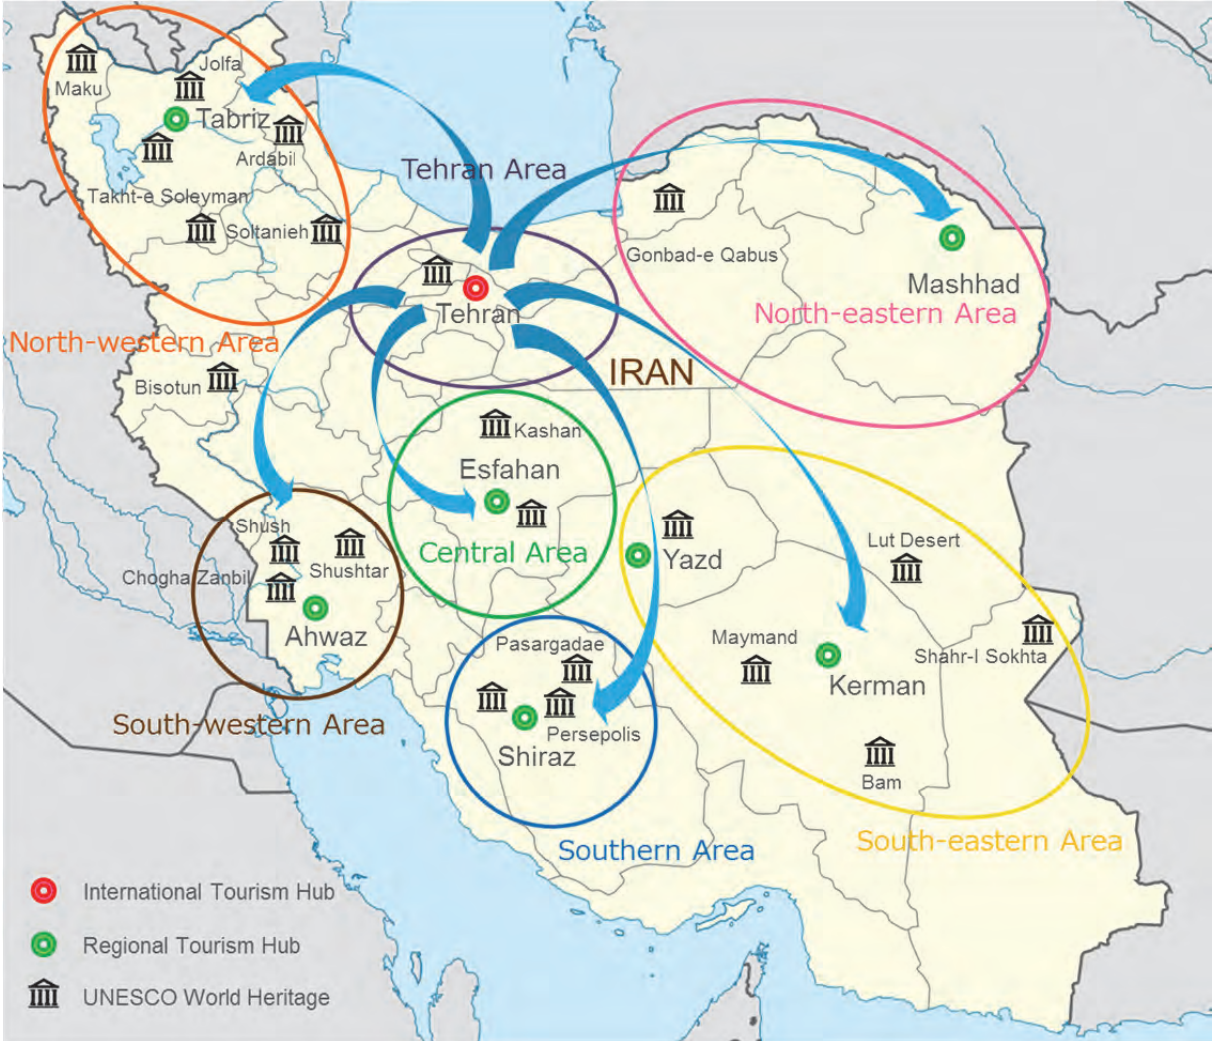 Jolfa
Maku
Tabriz
Ardabil
Tehran Area
Takht-e Soleyman
Soltanieh
Gonbad-e Qabus
Mashhad
Tehran
North-eastern Area
North-western Area
IRAN
Bisotun
Kashan
Esfahan
Shush
Central Area
Lut Desert
Yazd
Shushtar
Chogha Zanbil
Ahwaz
Pasargadae
Maymand
Shahr-I Sokhta
Kerman
South-western Area
Persepolis
Shiraz
Bam
Southern Area
South-eastern Area
International Tourism Hub
Regional Tourism Hub
UNESCO World Heritage